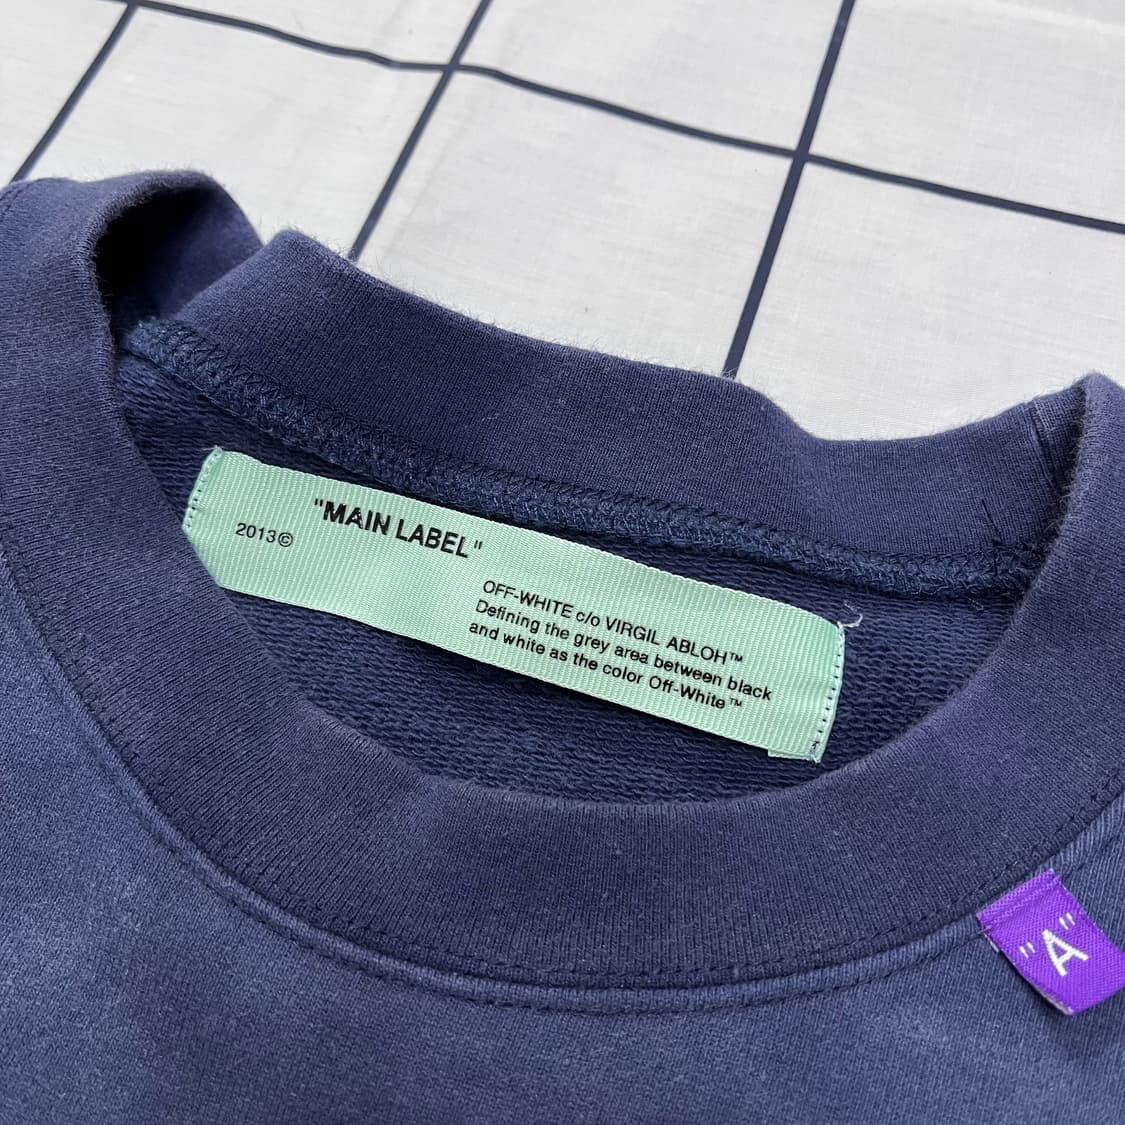 "MAIN LABEL"
2013©
OFF-WHITE c/o VIRGIL ABLOH™
Defining the grey area between black
and white as the color Off-White™
"A"